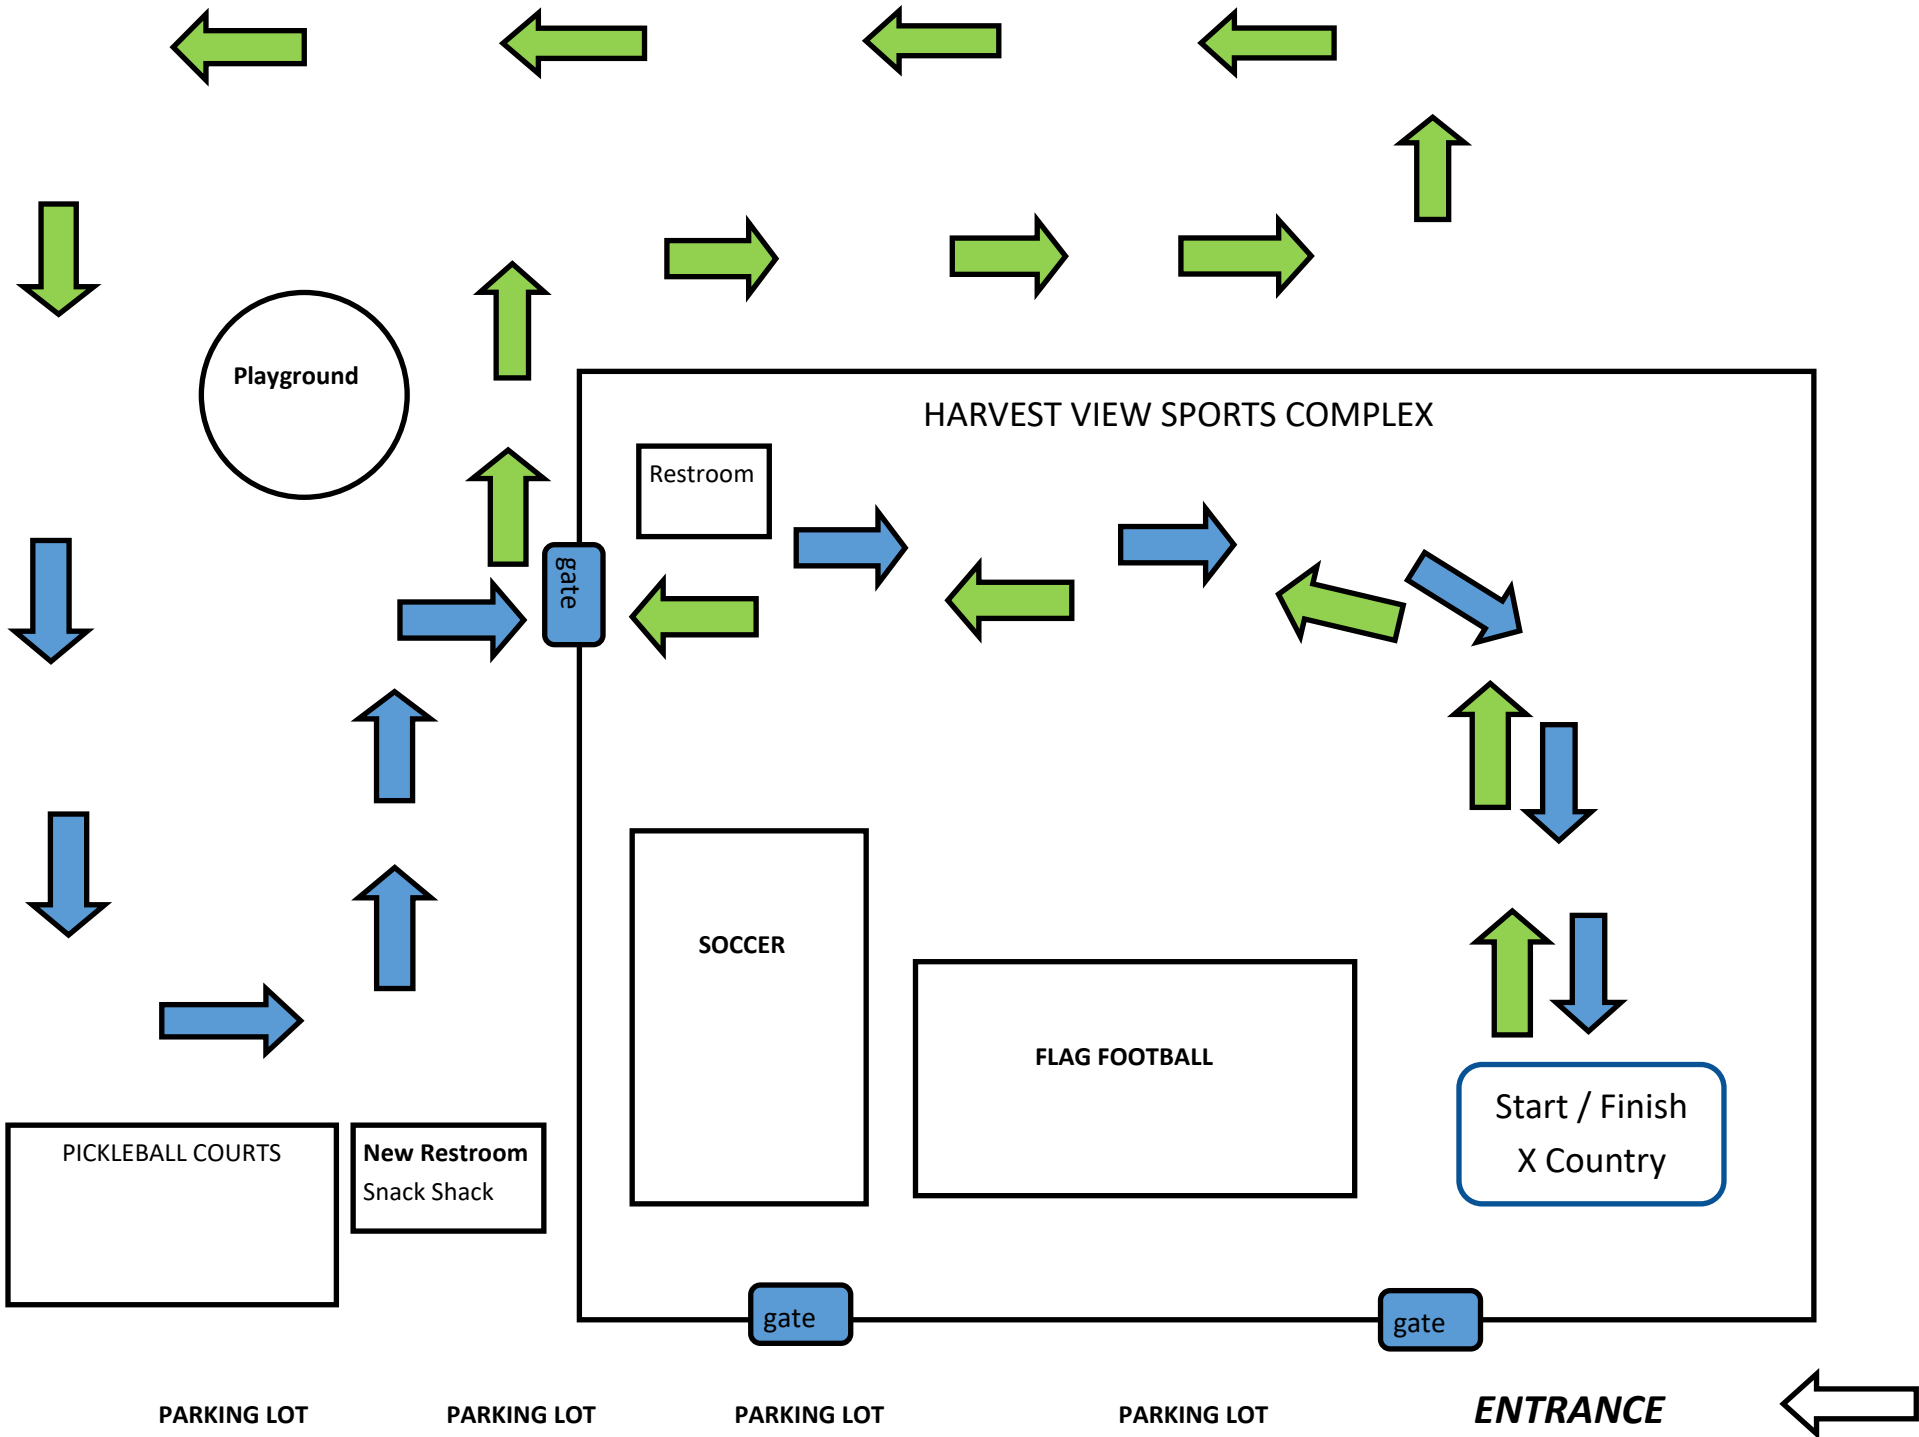 Playground
HARVEST VIEW SPORTS COMPLEX
Restroom
gate
SOCCER
FLAG FOOTBALL
Start / Finish
X Country
PICKLEBALL COURTS
New Restroom
Snack Shack
gate
gate
PARKING LOT
PARKING LOT
PARKING LOT
PARKING LOT
ENTRANCE